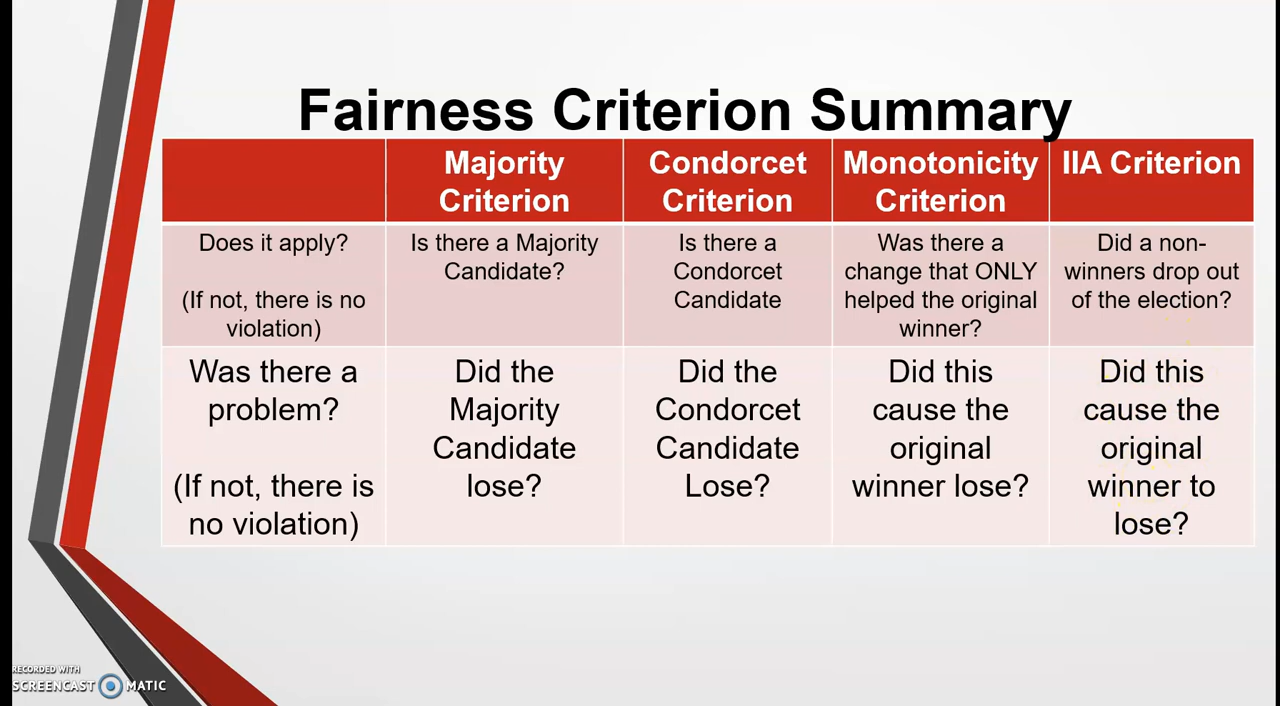 Fairness Criterion Summary
Majority
Criterion
Condorcet
Criterion
Monotonicity
Criterion
IIA Criterion
Does it apply?
(If not, there is no
violation)
Is there a Majority
Candidate?
Is there a
Condorcet
Candidate
Was there a
change that ONLY
helped the original
winner?
Did a non-
winners drop out
of the election?
Was there a
problem?
(If not, there is
no violation)
Did the
Majority
Candidate
lose?
Did the
Condorcet
Candidate
Lose?
Did this
cause the
original
winner lose?
Did this
cause the
original
winner to
lose?
RECORDED WITH
SCREENCAST MATIC